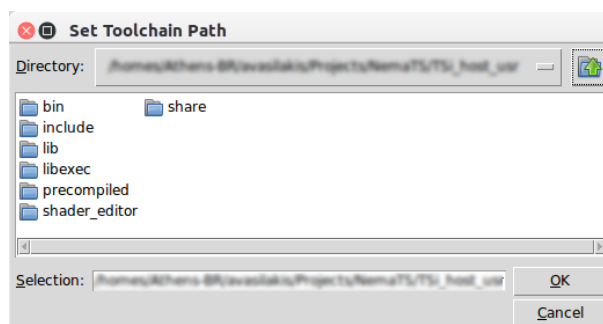 Set Toolchain Path
Directory:
bin
share
include
lib
libexec
precompiled
shader_editor
Selection:
OK
Cancel